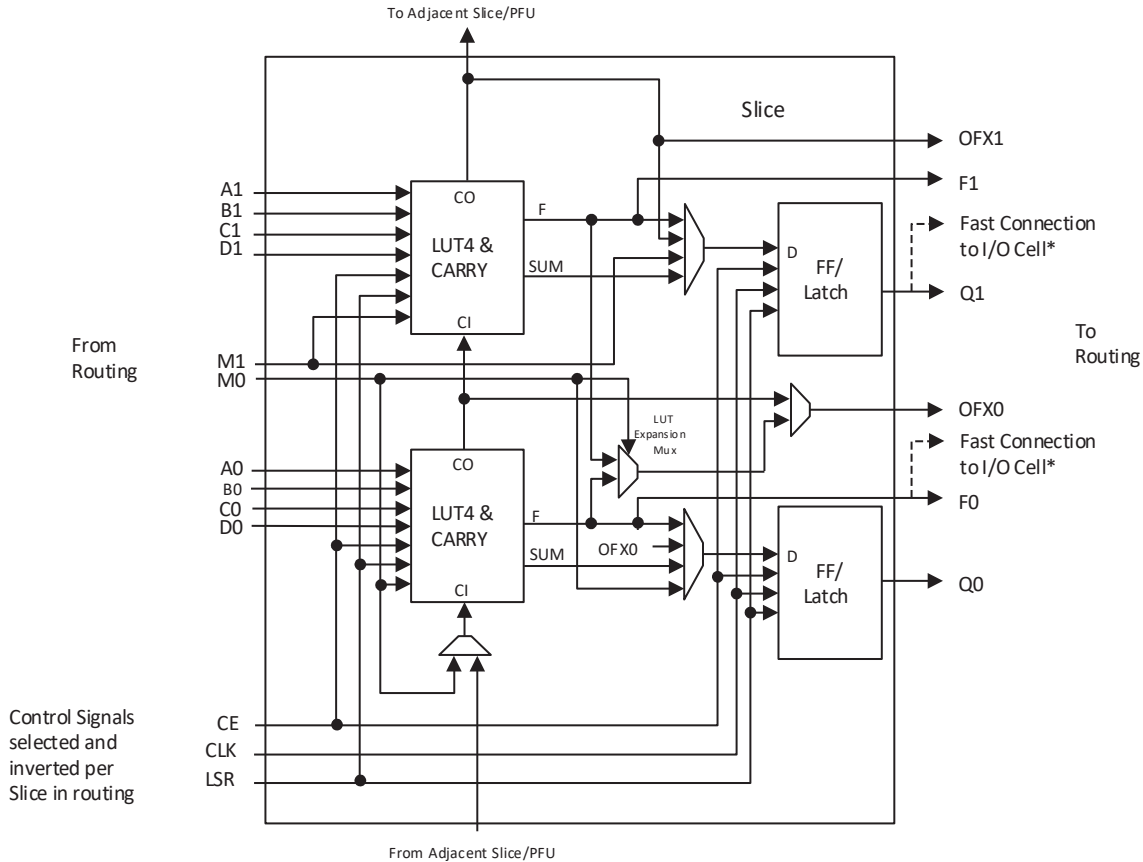 To Adjacent Slice/PFU
Slice
OFX1
F1
Fast Connection
to I/O Cell*
Q1
A1
B1
C1
D1
CO
LUT4 &
CARRY
CI
F
SUM
D
FF/
Latch
From
Routing
To
Routing
M1
M0
OFX0
Fast Connection
to I/O Cell*
F0
LUT
Expansion
Mux
A0
B0
C0
D0
CO
LUT4 &
CARRY
CI
F
SUM
OFX0
D
FF/
Latch
Q0
Control Signals
selected and
inverted per
Slice in routing
CE
CLK
LSR
From Adjacent Slice/PFU